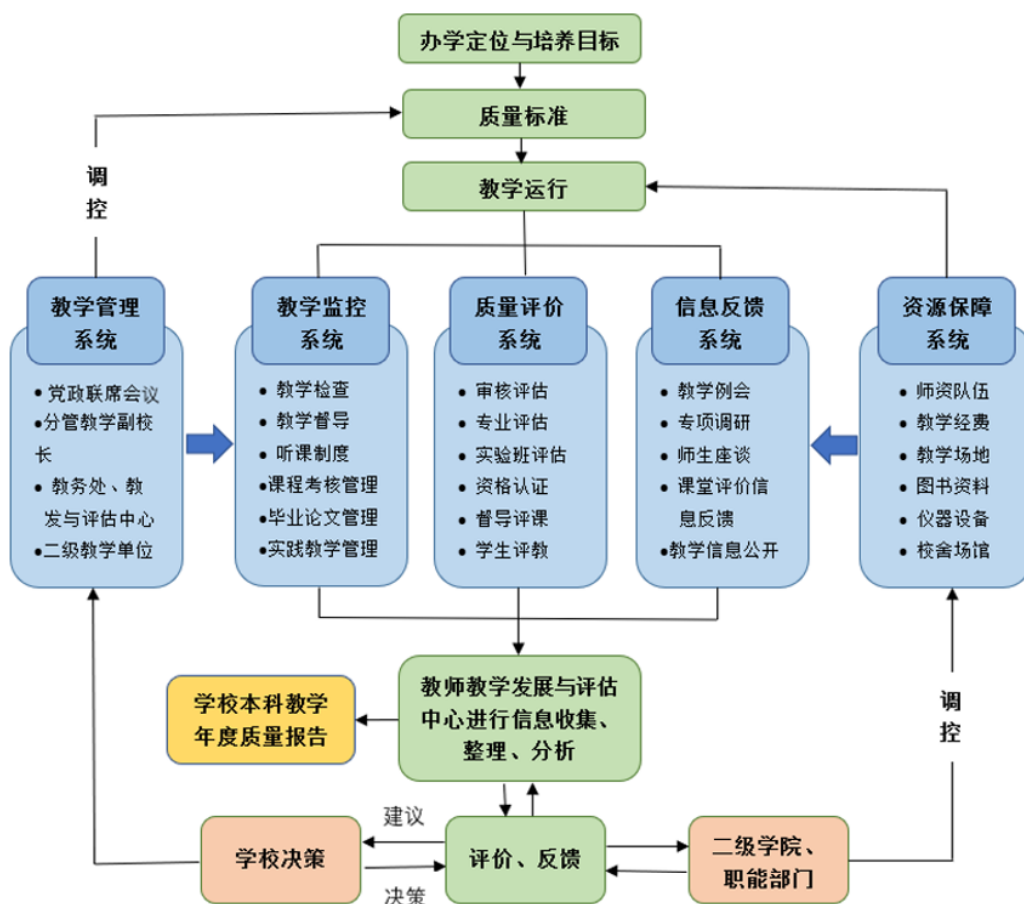 办学定位与培养目标
质量标准
教学运行
调
控
教学管理
系统
• 党政联席会议
•分管教学副校
长
• 教务处、教
发与评估中心
•二级教学单位
教学监控
系统
• 教学检查
• 教学督导
• 听课制度
•课程考核管理
•毕业论文管理
•实践教学管理
质量评价
系统
• 审核评估
• 专业评估
• 实验班评估
• 资格认证
• 督导评课
• 学生评教
信息反馈
系统
• 教学例会
• 专项调研
• 师生座谈
• 课堂评价信
息反馈
•教学信息公开
资源保障
系统
• 师资队伍
• 教学经费
• 教学场地
• 图书资料
• 仪器设备
• 校舍场馆
学校本科教学
年度质量报告
教师教学发展与评估
中心进行信息收集、
整理、分析
调
控
建议
学校决策
决策
评价、反馈
二级学院、
职能部门